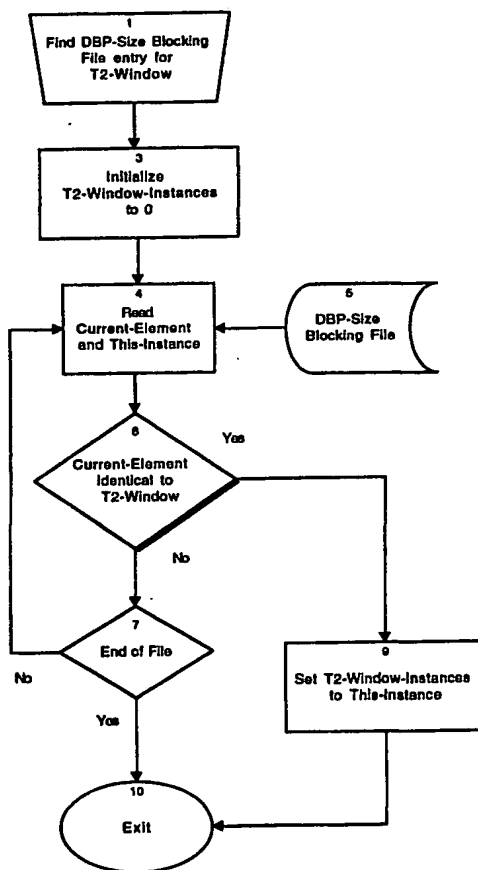 1
Find DBP-Size Blocking
File entry for
T2-Window
3
Initialize
T2-Window-Instances
to 0
4
Read
Current-Element
and This-Instance
5
DBP-Size
Blocking File
6
Current-Element
Identical to
T2-Window
Yes
No
7
End of File
No
Yes
9
Set T2-Window-Instances
to This-Instance
10
Exit